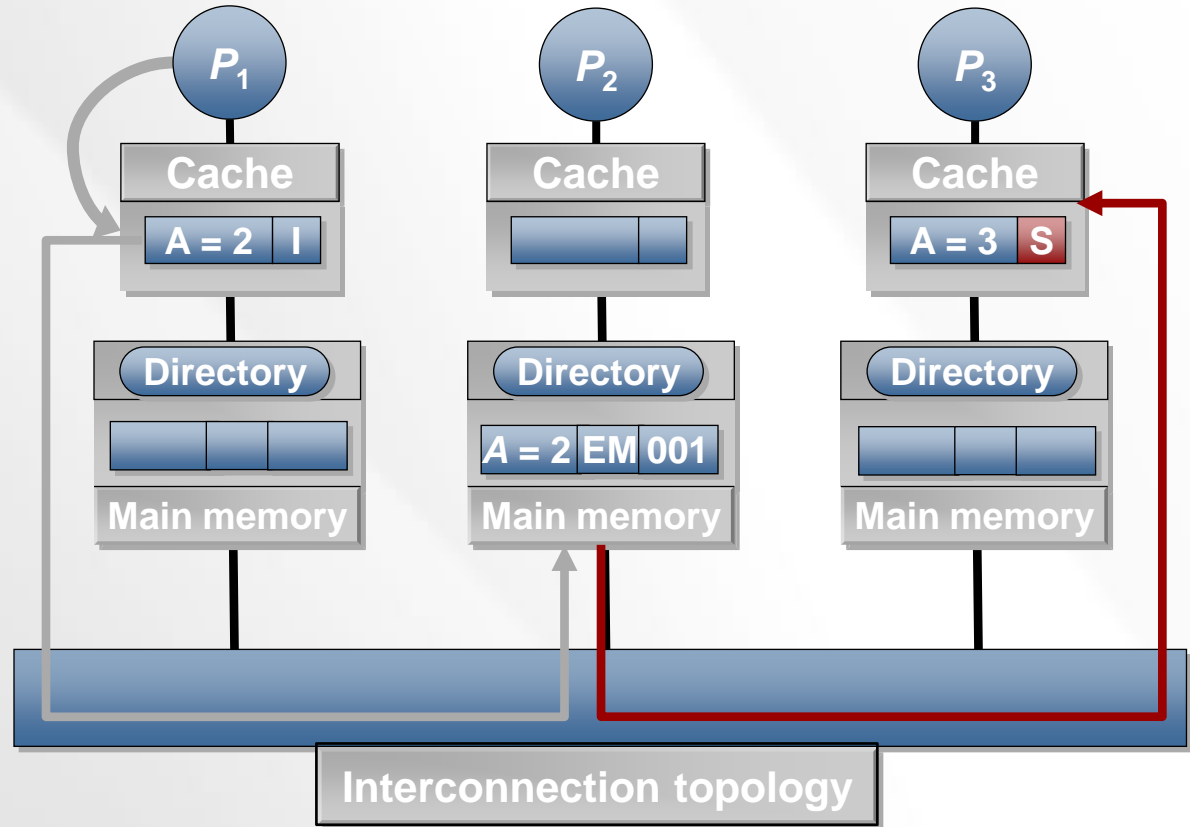 P1 P2 P3
Cache Cache Cache
A = 2 I A = 3 S
Directory Directory Directory
A = 2 EM 001
Main memory Main memory Main memory
Interconnection topology